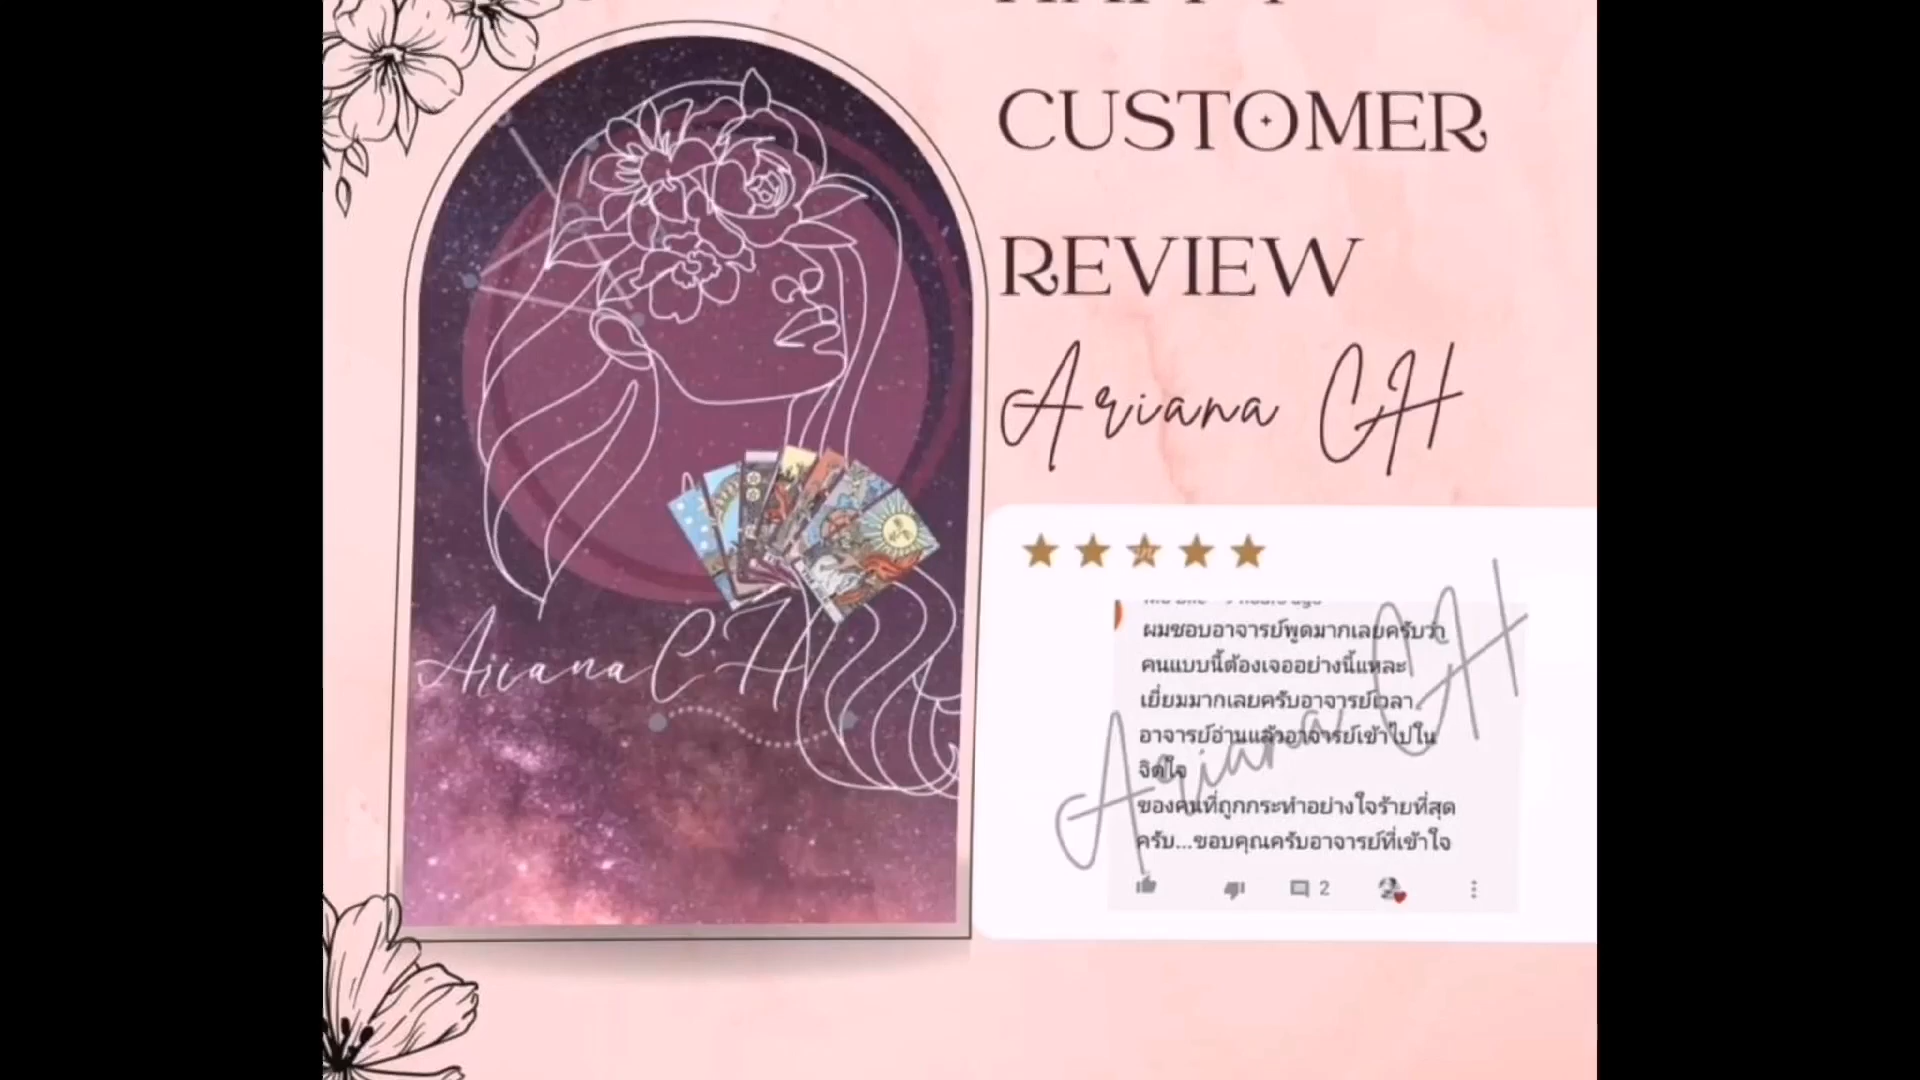 CUSTOMER
REVIEW
Ariana CH
ArianaCH
ผมชอบอาจารย์พูดมากเลยครับว่า
คนแบบนี้ต้องเจออย่างนี้แหละ
เยี่ยมมากเลยครับอาจารย์เวลา
อาจารย์อ่านแล้วอาจารย์เข้าไปใน
จิตใจ
ของคนที่ถูกกระทำอย่างใจร้ายที่สุด
ครับ...ขอบคุณครับอาจารย์ที่เข้าใจ
Ariana CH
2